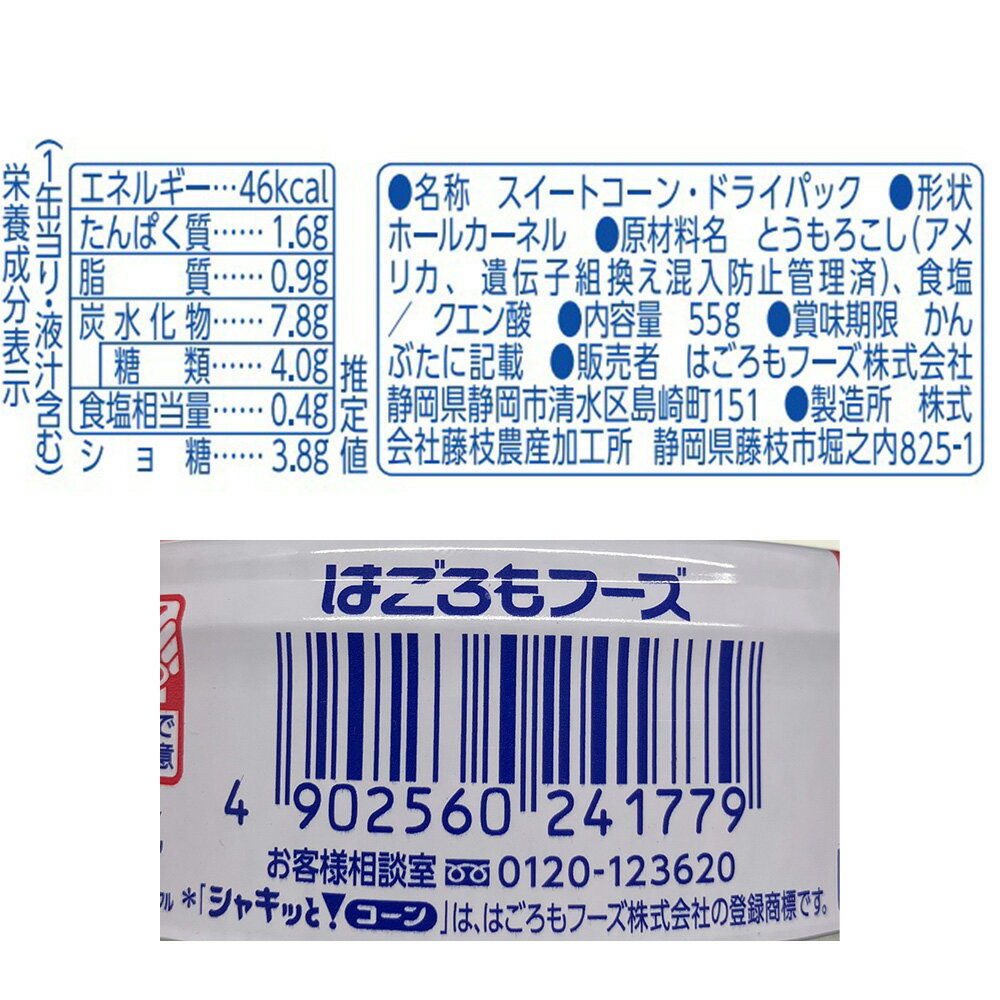 栄養成分表示
(1缶当り・液汁含む)
エネルギー…46kcal
たんぱく質……1.6g
脂　　質……0.9g
炭水化物……7.8g
糖　類……4.0g
食塩相当量……0.4g
ショ糖……3.8g
推定値
●名称　スイートコーン・ドライパック　●形状
ホールカーネル　●原材料名　とうもろこし(アメ
リカ、遺伝子組換え混入防止管理済)、食塩
／　クエン酸　●内容量　55g　●賞味期限　かん
ぶたに記載　●販売者　はごろもフーズ株式会社
静岡県静岡市清水区島崎町151　●製造所　株式
会社藤枝農産加工所　静岡県藤枝市堀之内825-1
はごろもフーズ
で
意
4 902560 241779
お客様相談室 0120-123620
マル *「シャキッと!コーン」は、はごろもフーズ株式会社の登録商標です。